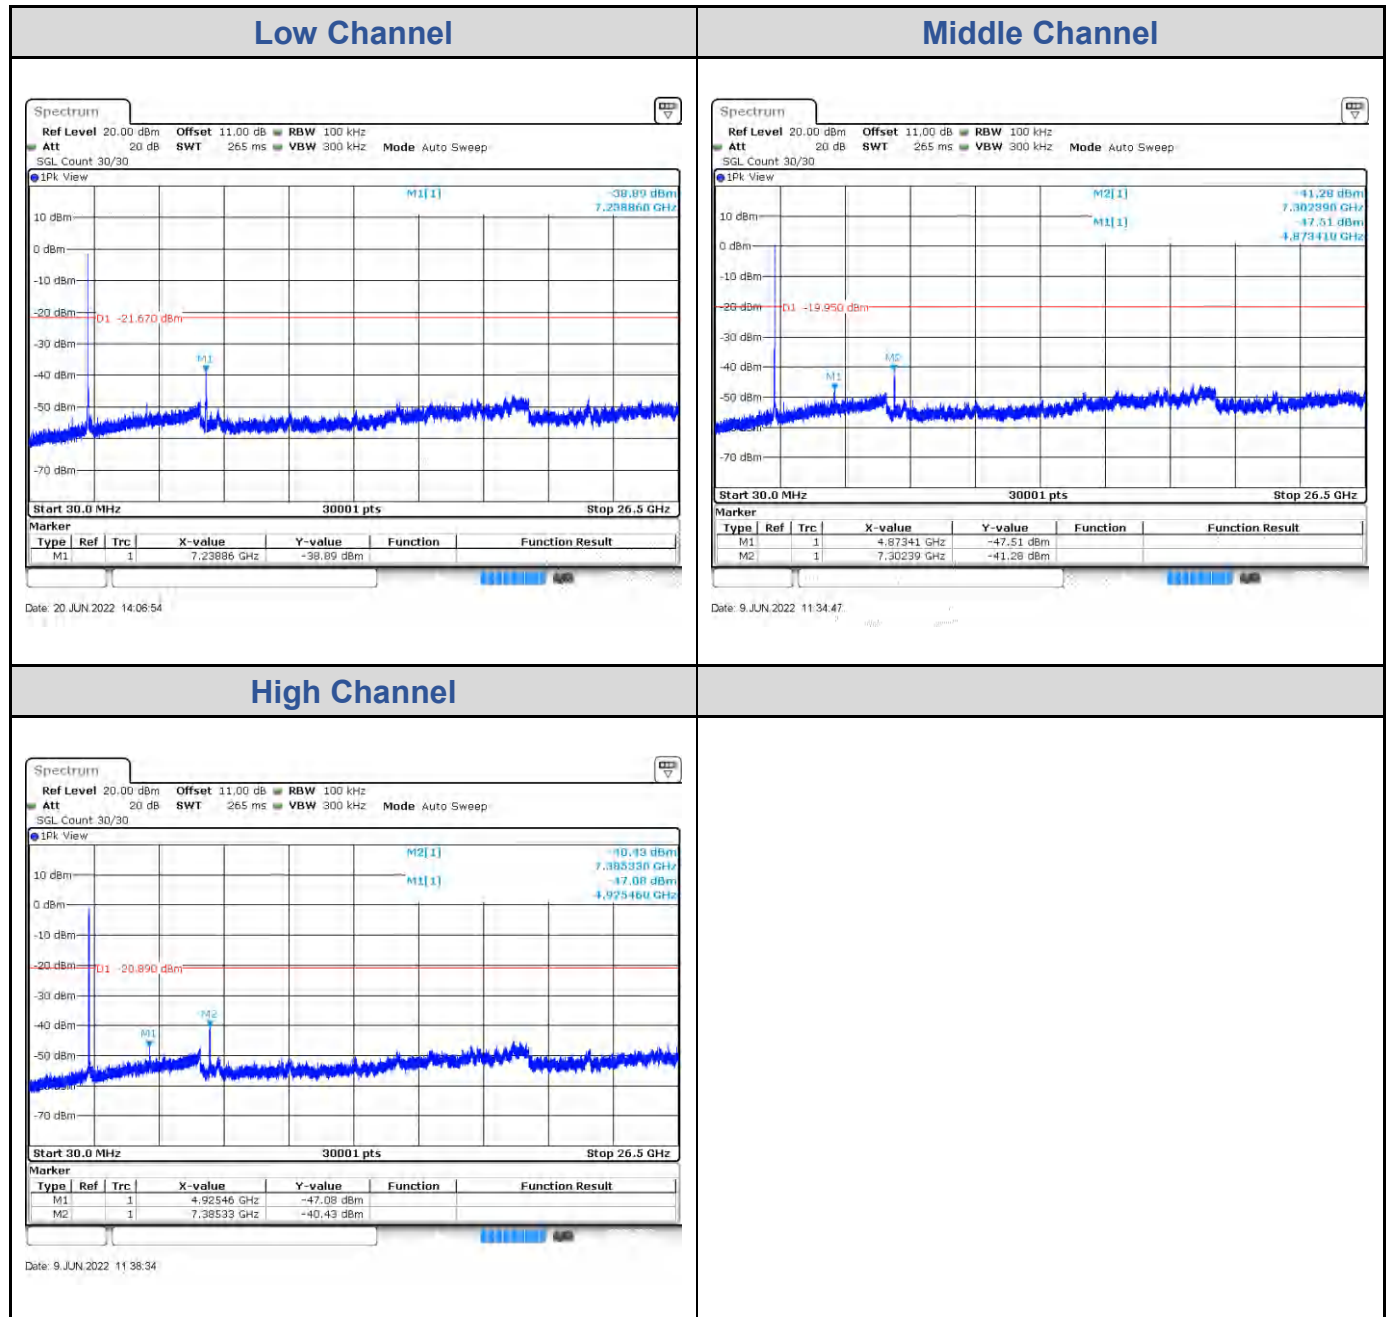 Low Channel
Middle Channel
Spectrum
Ref Level 20.00 dBm Offset 11.00 dB RBW 100 kHz
Att 20 dB SWT 265 ms VBW 300 kHz Mode Auto Sweep
SGL Count 30/30
1Pk View
M1[1] -38.89 dBm
7.238860 GHz
10 dBm
0 dBm
-10 dBm
-20 dBm
D1 -21.670 dBm
-30 dBm
M1
-40 dBm
-50 dBm
-70 dBm
Start 30.0 MHz 30001 pts Stop 26.5 GHz
Marker
Type Ref Trc X-value Y-value Function Function Result
M1 1 7.23886 GHz -38.89 dBm
Date: 20.JUN.2022 14:06:54
Spectrum
Ref Level 20.00 dBm Offset 11.00 dB RBW 100 kHz
Att 20 dB SWT 265 ms VBW 300 kHz Mode Auto Sweep
SGL Count 30/30
1Pk View
M2[1] -41.28 dBm
7.302390 GHz
10 dBm
M1[1] -47.51 dBm
4.873410 GHz
0 dBm
-10 dBm
-20 dBm
D1 -19.950 dBm
-30 dBm
M2
-40 dBm
M1
-50 dBm
-70 dBm
Start 30.0 MHz 30001 pts Stop 26.5 GHz
Marker
Type Ref Trc X-value Y-value Function Function Result
M1 1 4.87341 GHz -47.51 dBm
M2 1 7.30239 GHz -41.28 dBm
Date: 9.JUN.2022 11:34:47
High Channel
Spectrum
Ref Level 20.00 dBm Offset 11.00 dB RBW 100 kHz
Att 20 dB SWT 265 ms VBW 300 kHz Mode Auto Sweep
SGL Count 30/30
1Pk View
M2[1] -40.43 dBm
7.385330 GHz
10 dBm
M1[1] -47.08 dBm
4.925460 GHz
0 dBm
-10 dBm
-20 dBm
D1 -20.890 dBm
-30 dBm
M2
-40 dBm
M1
-50 dBm
-70 dBm
Start 30.0 MHz 30001 pts Stop 26.5 GHz
Marker
Type Ref Trc X-value Y-value Function Function Result
M1 1 4.92546 GHz -47.08 dBm
M2 1 7.38533 GHz -40.43 dBm
Date: 9.JUN.2022 11:38:34